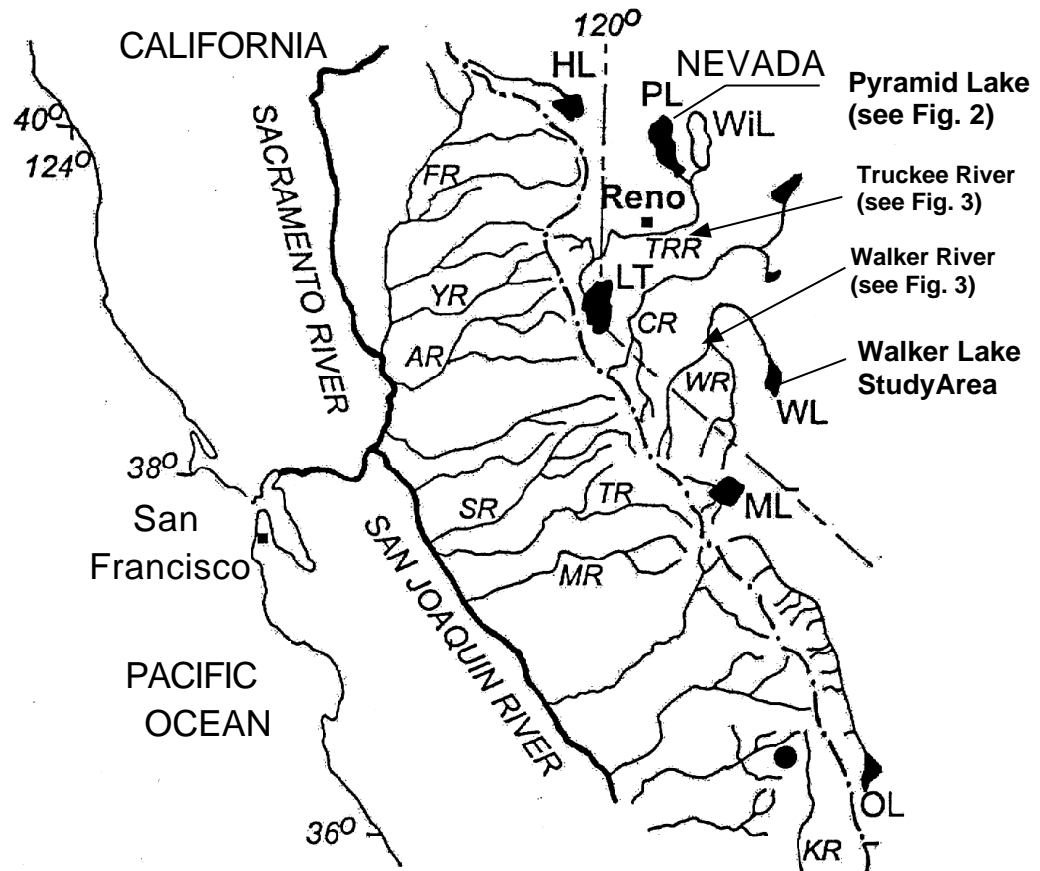 CALIFORNIA
120°
HL
NEVADA
PL
WiL
Pyramid Lake
(see Fig. 2)
40°
124°
SACRAMENTO RIVER
FR
Reno
Truckee River
(see Fig. 3)
TRR
LT
Walker River
(see Fig. 3)
YR
CR
AR
WR
Walker Lake
StudyArea
WL
38°
San
Francisco
SR
TR
ML
SAN JOAQUIN RIVER
MR
PACIFIC
OCEAN
OL
36°
KR